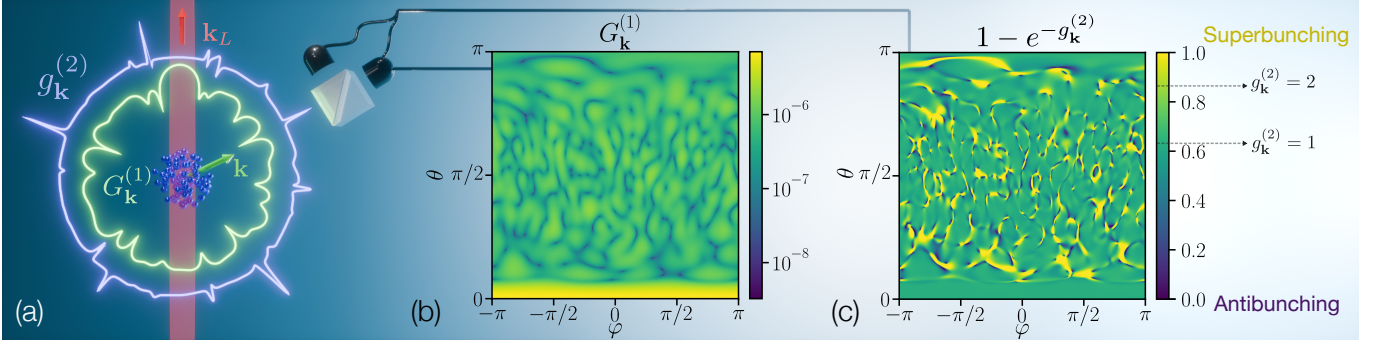 (a)
k_L
g_k^(2)
G_k^(1)
k
(b)
G_k^(1)
θ
π
π/2
0
−π
−π/2
0
π/2
π
φ
10^−6
10^−7
10^−8
(c)
1 − e^−g_k^(2)
θ
π
π/2
0
−π
−π/2
0
π/2
π
φ
1.0
0.8
0.6
0.4
0.2
0.0
Superbunching
g_k^(2) = 2
g_k^(2) = 1
Antibunching